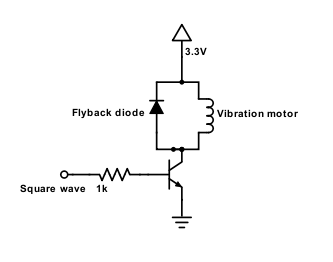 3.3V
Flyback diode
Vibration motor
Square wave
1k